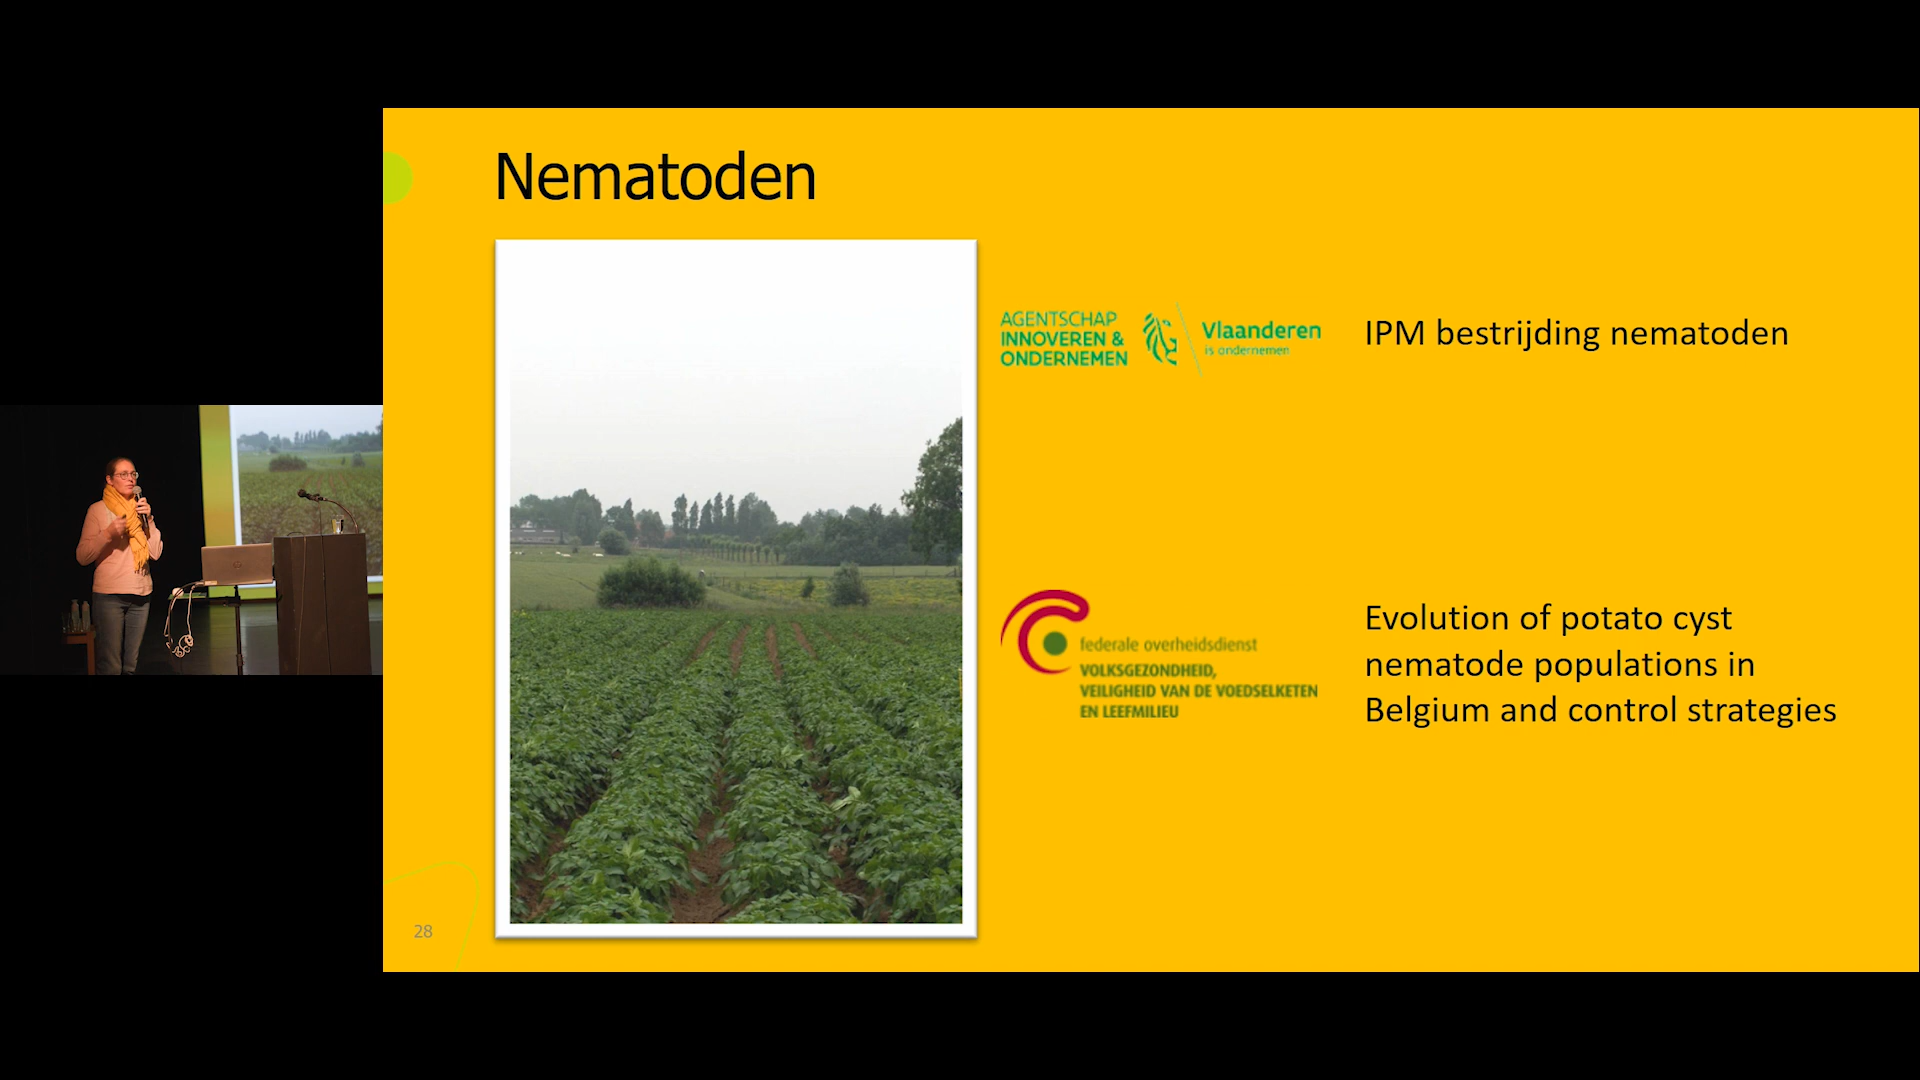 Nematoden
AGENTSCHAP
INNOVEREN &
ONDERNEMEN
Vlaanderen
is ondernemen
IPM bestrijding nematoden
federale overheidsdienst
VOLKSGEZONDHEID,
VEILIGHEID VAN DE VOEDSELKETEN
EN LEEFMILIEU
Evolution of potato cyst
nematode populations in
Belgium and control strategies
28